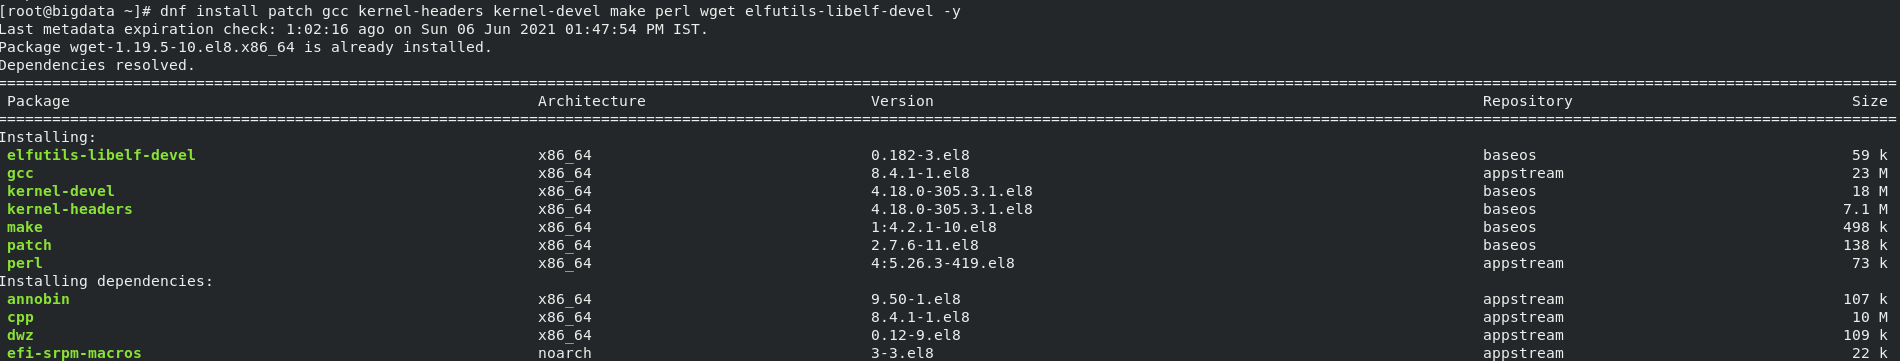 [root@bigdata ~]# dnf install patch gcc kernel-headers kernel-devel make perl wget elfutils-libelf-devel -y
Last metadata expiration check: 1:02:16 ago on Sun 06 Jun 2021 01:47:54 PM IST.
Package wget-1.19.5-10.el8.x86_64 is already installed.
Dependencies resolved.
Package Architecture Version Repository Size
Installing:
elfutils-libelf-devel x86_64 0.182-3.el8 baseos 59 k
gcc x86_64 8.4.1-1.el8 appstream 23 M
kernel-devel x86_64 4.18.0-305.3.1.el8 baseos 18 M
kernel-headers x86_64 4.18.0-305.3.1.el8 baseos 7.1 M
make x86_64 1:4.2.1-10.el8 baseos 498 k
patch x86_64 2.7.6-11.el8 baseos 138 k
perl x86_64 4:5.26.3-419.el8 appstream 73 k
Installing dependencies:
annobin x86_64 9.50-1.el8 appstream 107 k
cpp x86_64 8.4.1-1.el8 appstream 10 M
dwz x86_64 0.12-9.el8 appstream 109 k
efi-srpm-macros noarch 3-3.el8 appstream 22 k